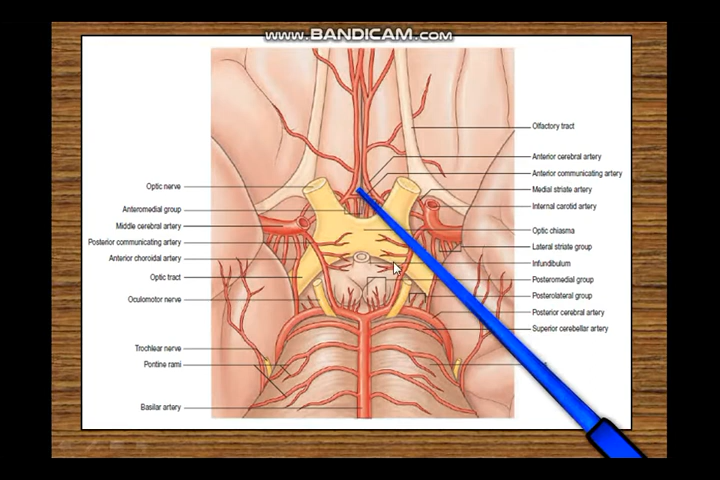 www.BANDICAM.com
Olfactory tract
Anterior cerebral artery
Anterior communicating artery
Medial striate artery
Internal carotid artery
Optic chiasma
Lateral striate group
Infundibulum
Posteromedial group
Posterolateral group
Posterior cerebral artery
Superior cerebellar artery
Optic nerve
Anteromedial group
Middle cerebral artery
Posterior communicating artery
Anterior choroidal artery
Optic tract
Oculomotor nerve
Trochlear nerve
Pontine rami
Basilar artery